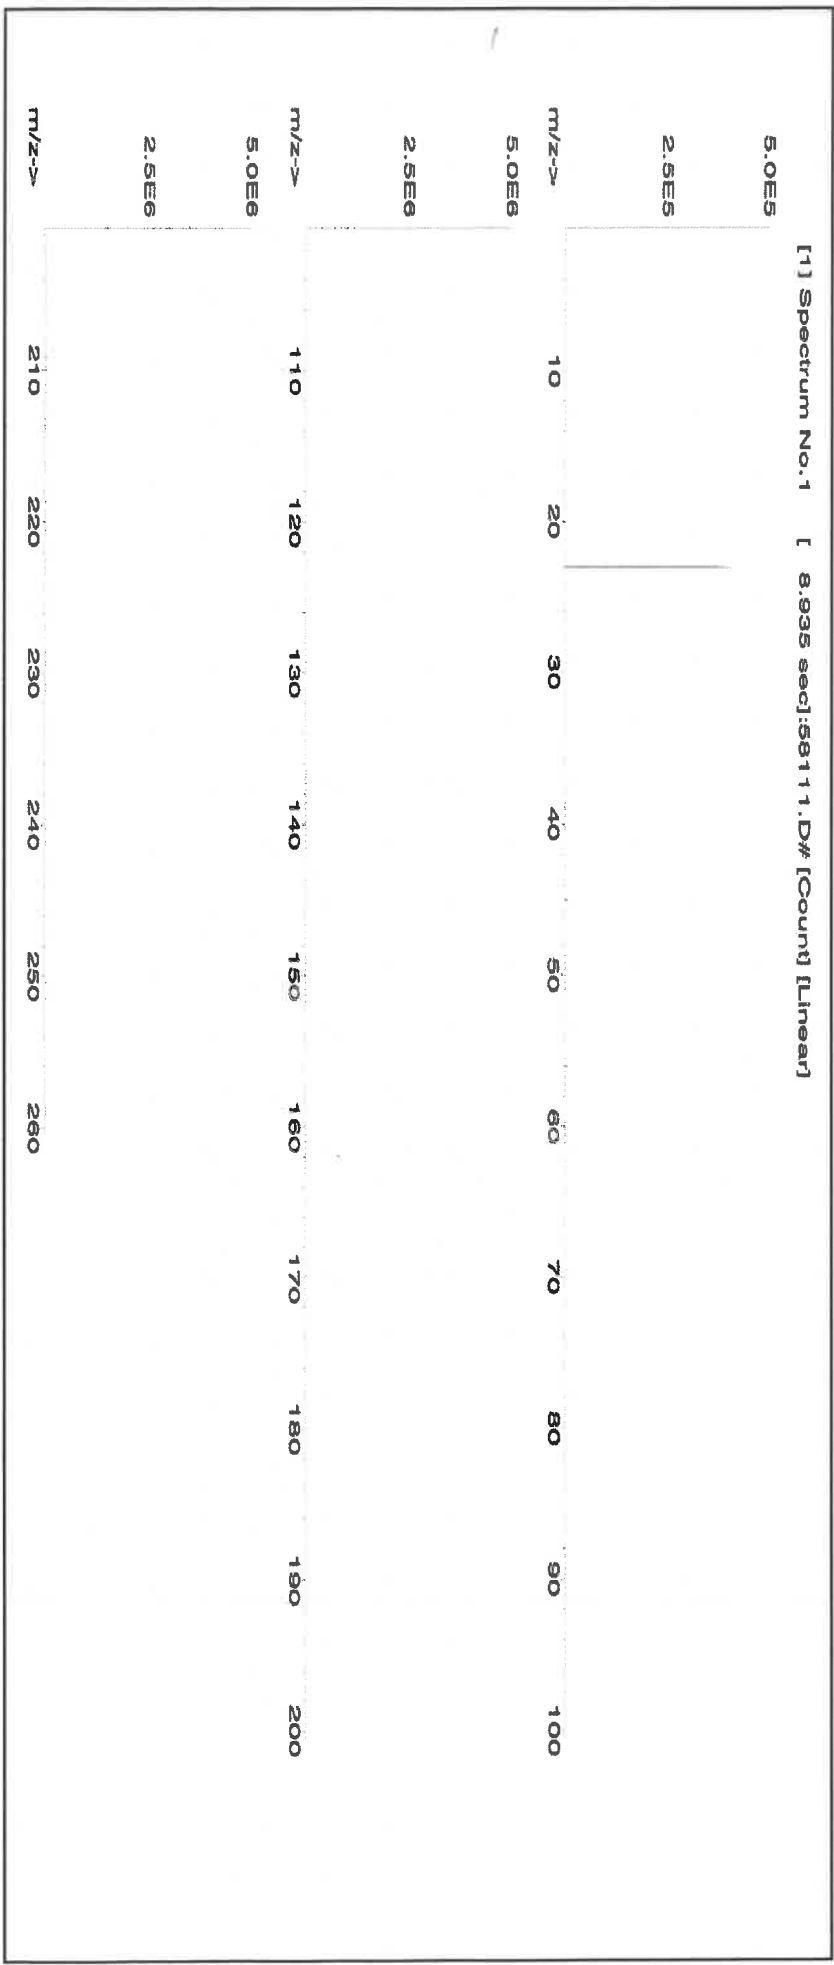 [1] Spectrum No.1 [ 8.935 sec]:58111.D# [Count] [Linear]
5.0E5
2.5E5
m/z-> 10 20 30 40 50 60 70 80 90 100
5.0E6
2.5E6
m/z-> 110 120 130 140 150 160 170 180 190 200
5.0E6
2.5E6
m/z-> 210 220 230 240 250 260